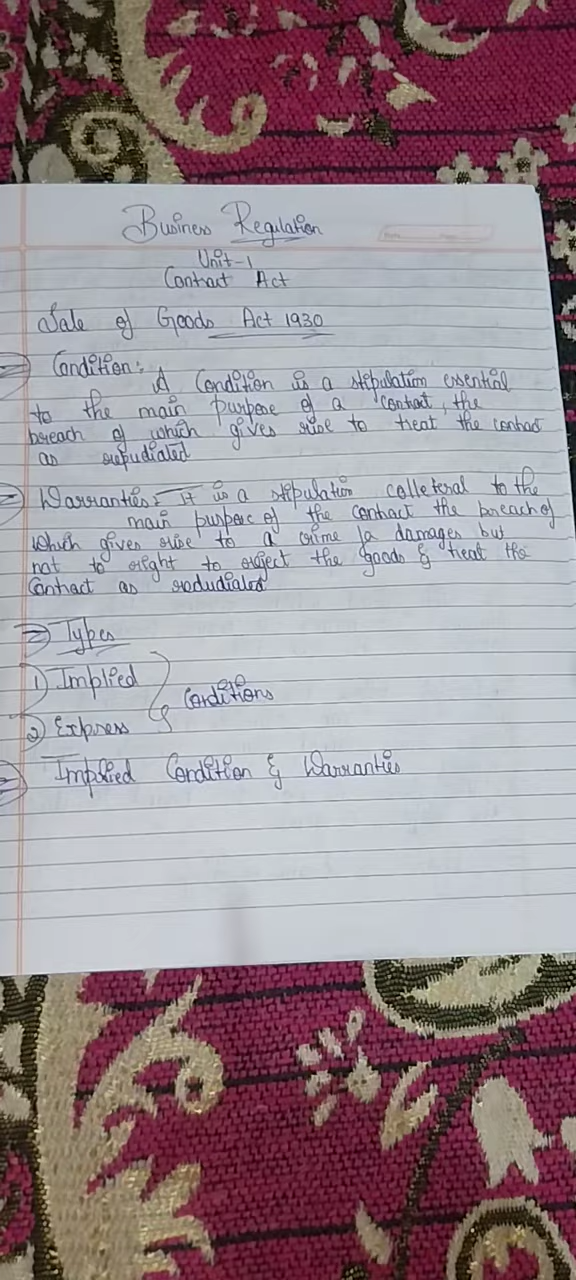 Business Regulation
Unit-1
Contract Act
Sale of Goods Act 1930
Condition:
A Condition is a stipulation essential
to the main purpose of a contract, the
breach of which gives rise to treat the contract
as repudiated
Warranties:- It is a stipulation colleteral to the
main purpose of the contract the breach of
which gives rise to a crime fa damages but
not to right to reject the goods & treat the
Contract as redudiated
Types
1) Implied
Conditions
2) Express
Implied Condition & Warranties